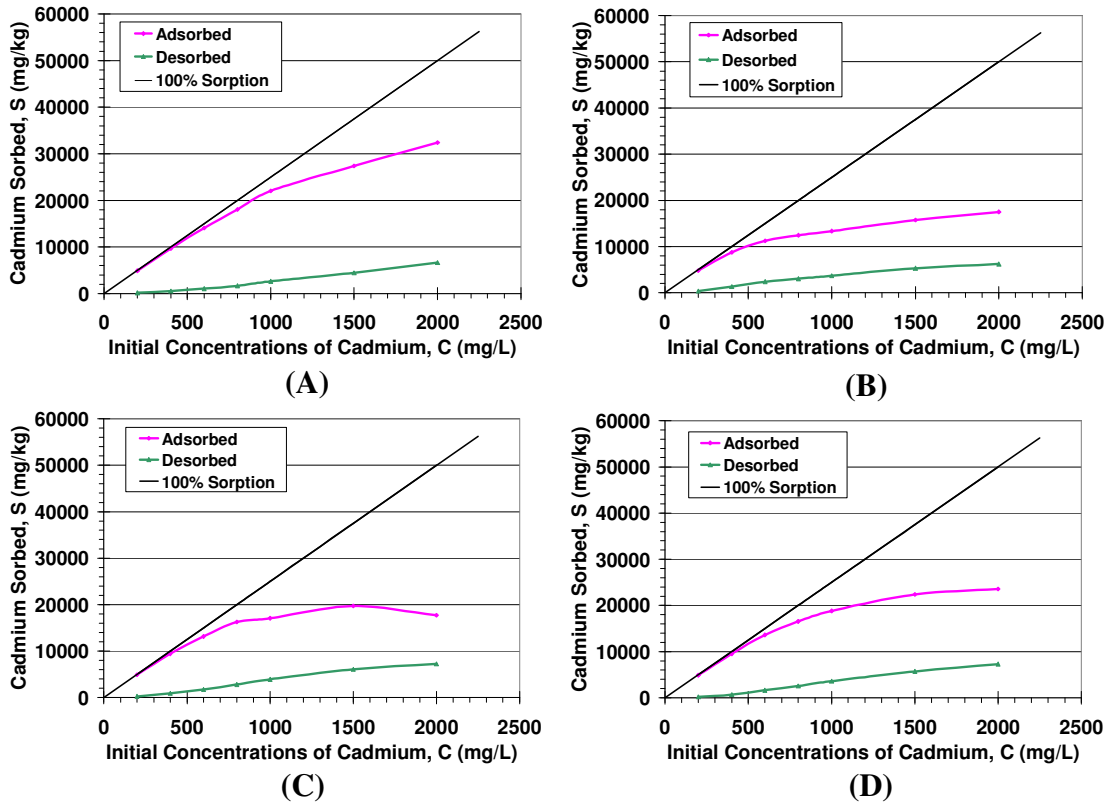 60000
50000
40000
30000
20000
10000
0
Cadmium Sorbed, S (mg/kg)
Adsorbed
Desorbed
100% Sorption
0 500 1000 1500 2000 2500
Initial Concentrations of Cadmium, C (mg/L)
(A)
60000
50000
40000
30000
20000
10000
0
Cadmium Sorbed, S (mg/kg)
Adsorbed
Desorbed
100% Sorption
0 500 1000 1500 2000 2500
Initial Concentrations of Cadmium, C (mg/L)
(B)
60000
50000
40000
30000
20000
10000
0
Cadmium Sorbed, S (mg/kg)
Adsorbed
Desorbed
100% Sorption
0 500 1000 1500 2000 2500
Initial Concentrations of Cadmium, C (mg/L)
(C)
60000
50000
40000
30000
20000
10000
0
Cadmium Sorbed, S (mg/kg)
Adsorbed
Desorbed
100% Sorption
0 500 1000 1500 2000 2500
Initial Concentrations of Cadmium, C (mg/L)
(D)